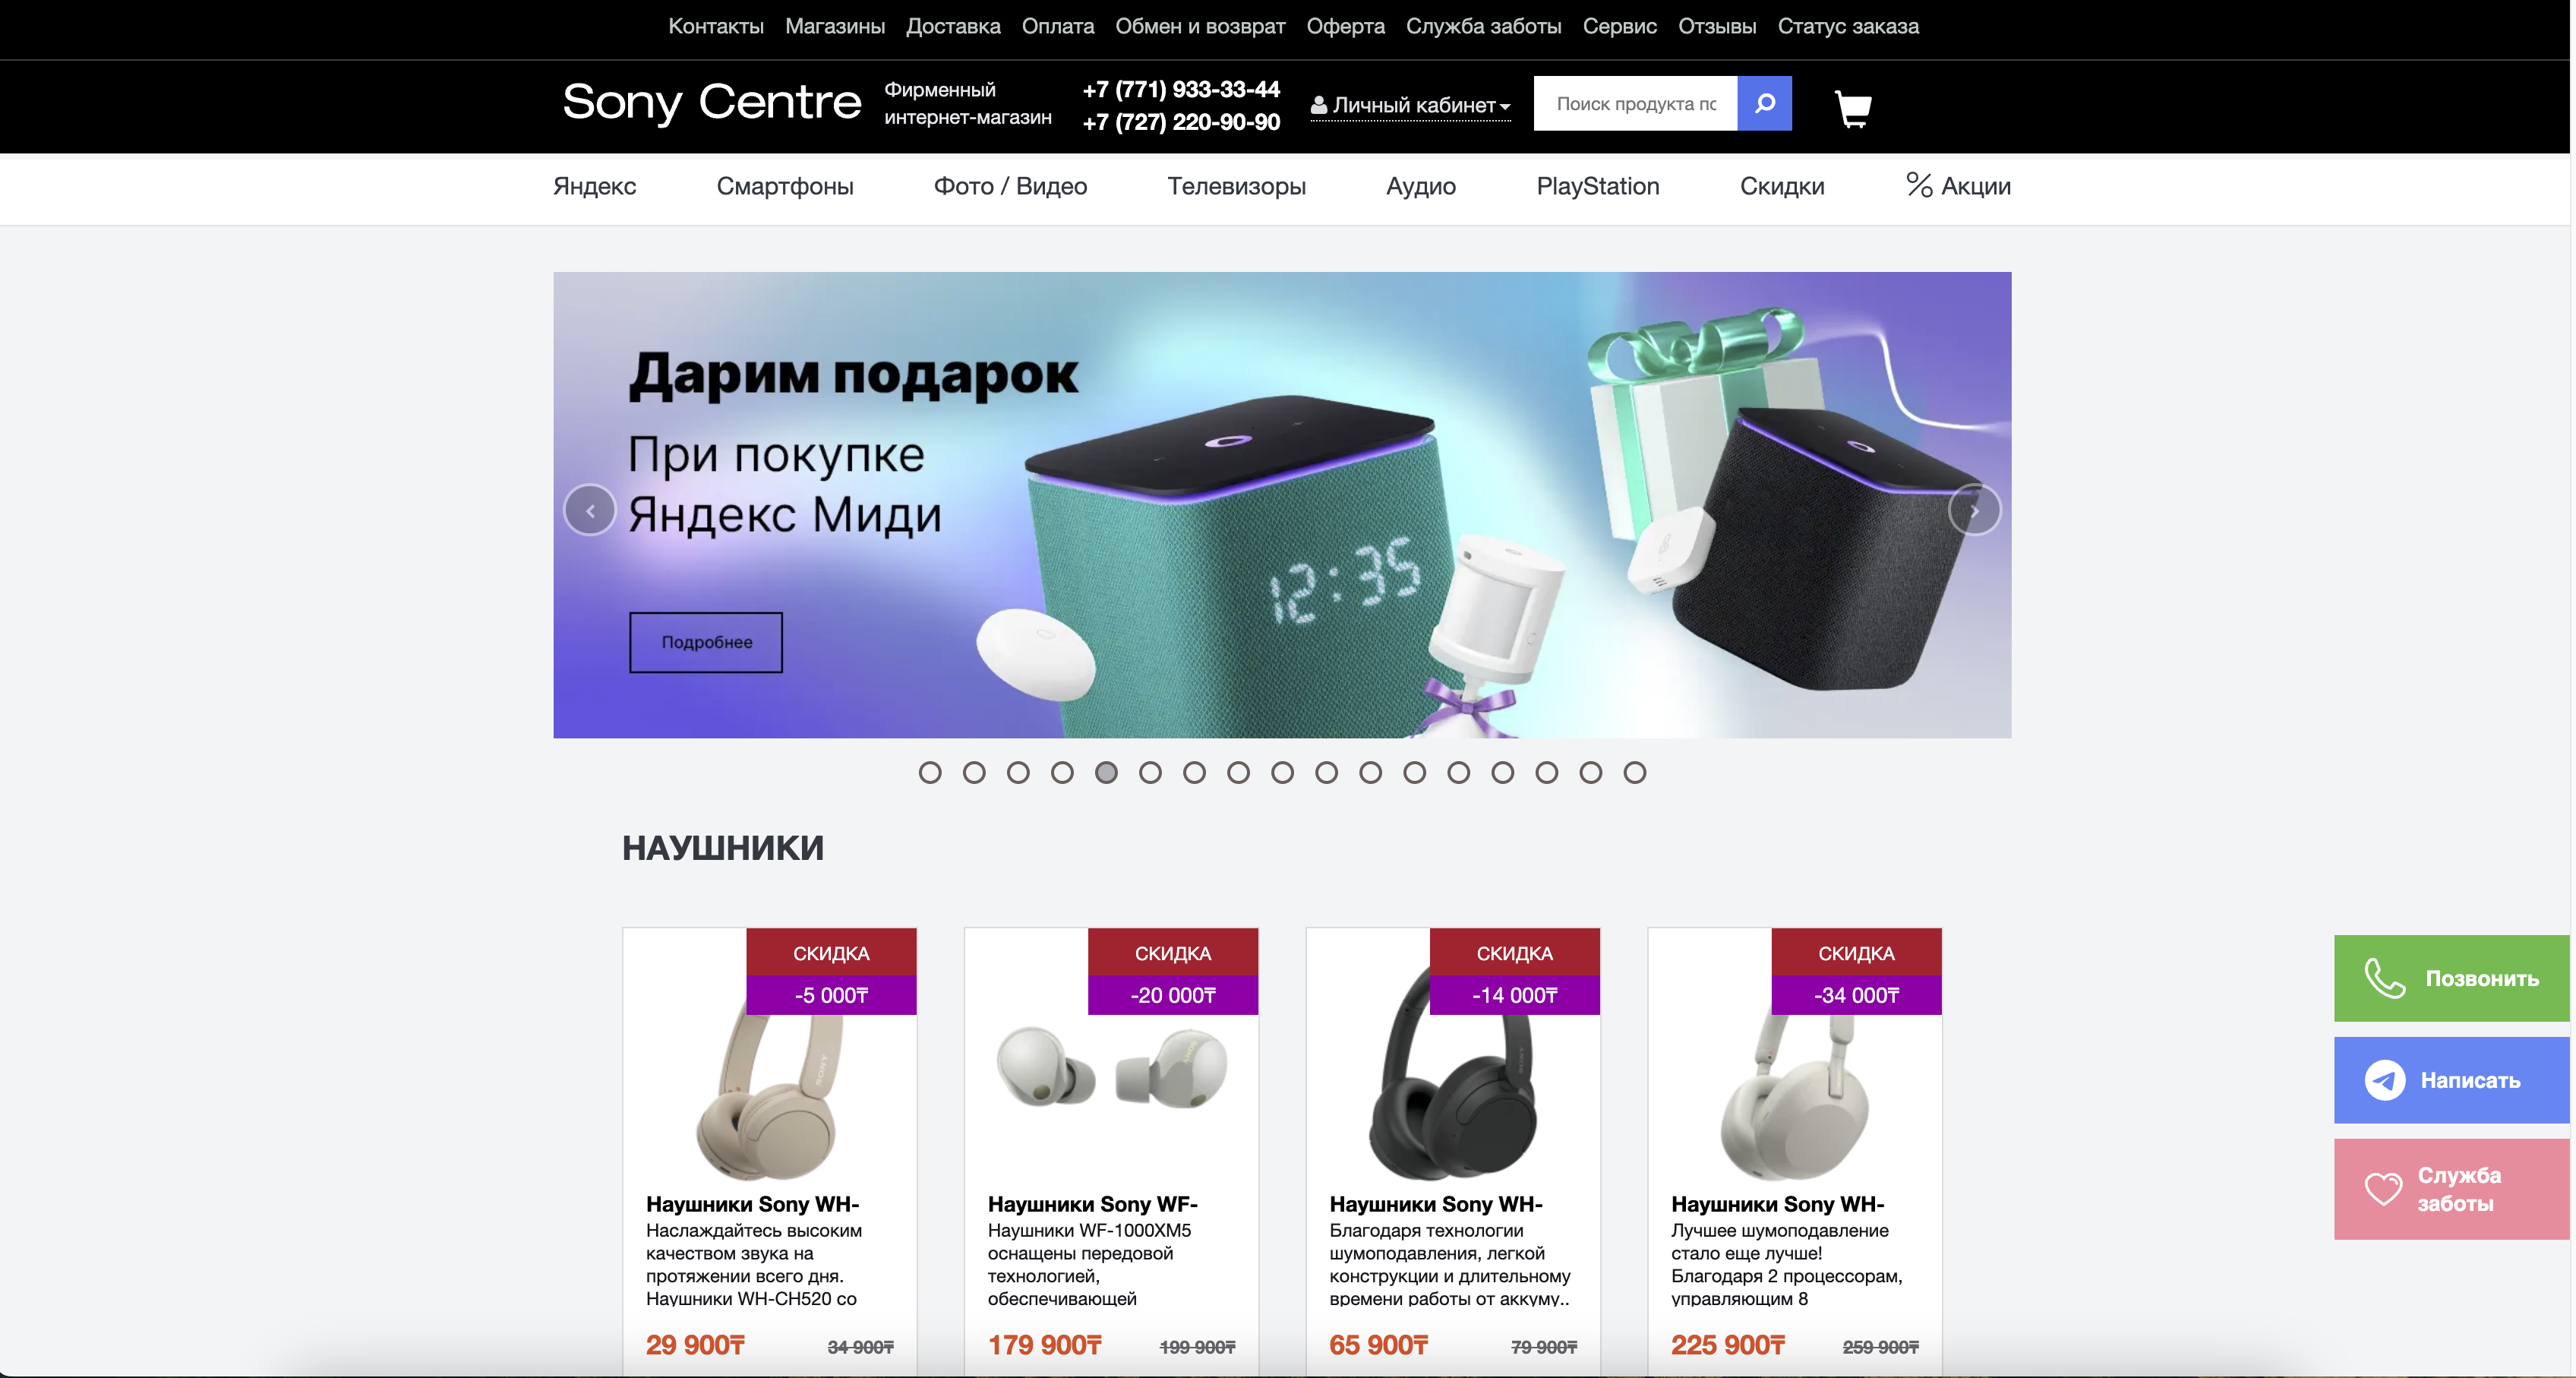 Контакты Магазины Доставка Оплата Обмен и возврат Оферта Служба заботы Сервис Отзывы Статус заказа
Sony Centre
Фирменный
интернет-магазин
+7 (771) 933-33-44
+7 (727) 220-90-90
Личный кабинет
Поиск продукта пс
Яндекс Смартфоны Фото / Видео Телевизоры Аудио PlayStation Скидки % Акции
Дарим подарок
При покупке
Яндекс Миди
12:35
Подробнее
НАУШНИКИ
СКИДКА
-5 000₸
SONY
Наушники Sony WH-
Наслаждайтесь высоким
качеством звука на
протяжении всего дня.
Наушники WH-CH520 со
29 900₸ 34 900₸
СКИДКА
-20 000₸
SONY
Наушники Sony WF-
Наушники WF-1000XM5
оснащены передовой
технологией,
обеспечивающей
179 900₸ 199 900₸
СКИДКА
-14 000₸
SONY
Наушники Sony WH-
Благодаря технологии
шумоподавления, легкой
конструкции и длительному
времени работы от аккуму..
65 900₸ 79 900₸
СКИДКА
-34 000₸
Наушники Sony WH-
Лучшее шумоподавление
стало еще лучше!
Благодаря 2 процессорам,
управляющим 8
225 900₸ 259 900₸
Позвонить
Написать
Служба
заботы